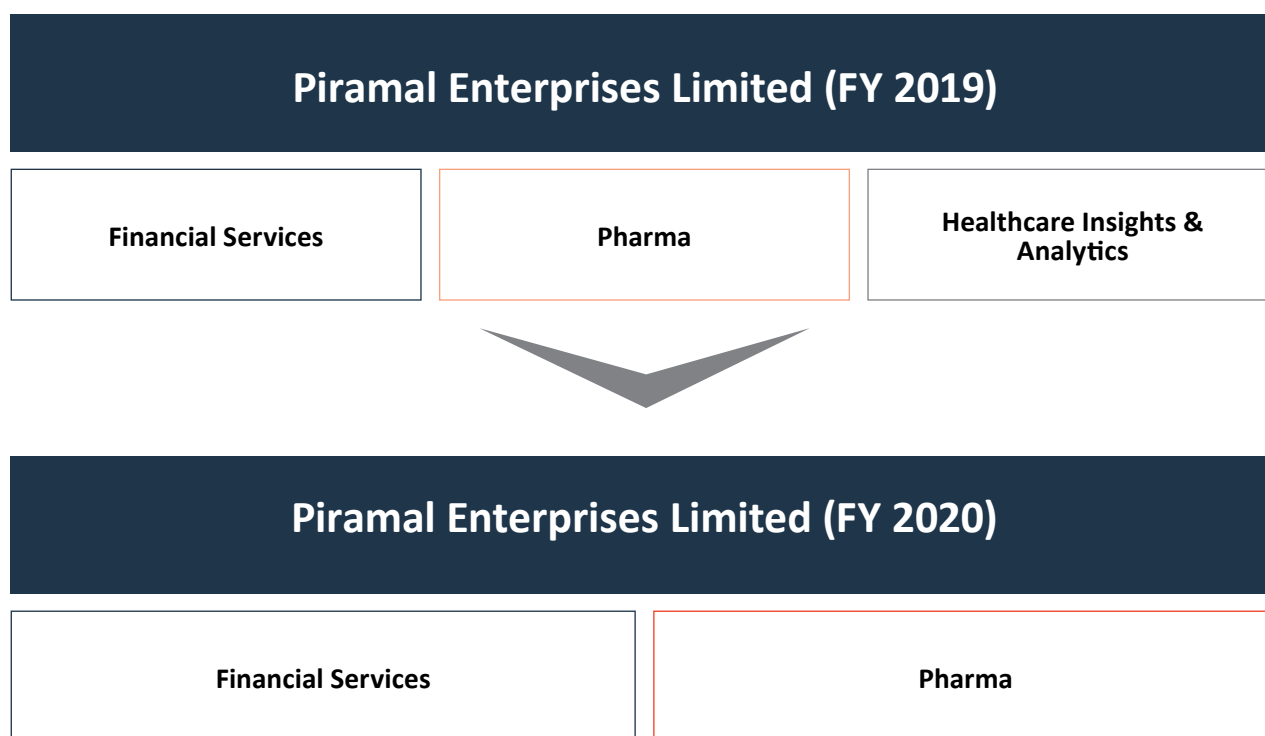 Piramal Enterprises Limited (FY 2019)
Financial Services
Pharma
Healthcare Insights &
Analytics
Piramal Enterprises Limited (FY 2020)
Financial Services
Pharma